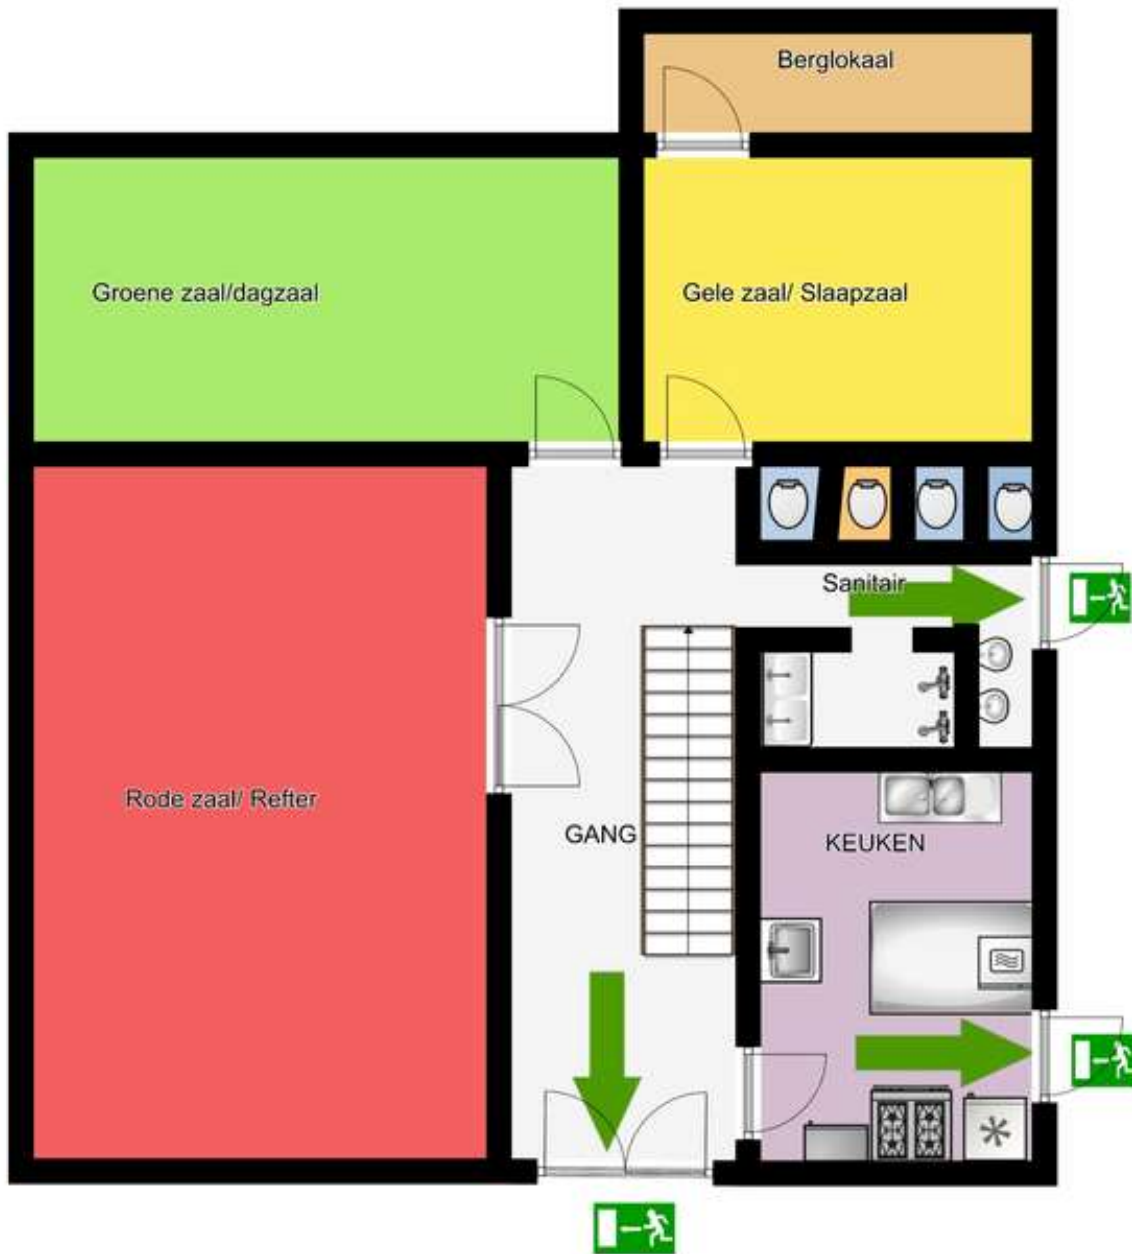 Berglokaal
Groene zaal/dagzaal
Gele zaal/ Slaapzaal
Sanitair
Rode zaal/ Refter
GANG
KEUKEN